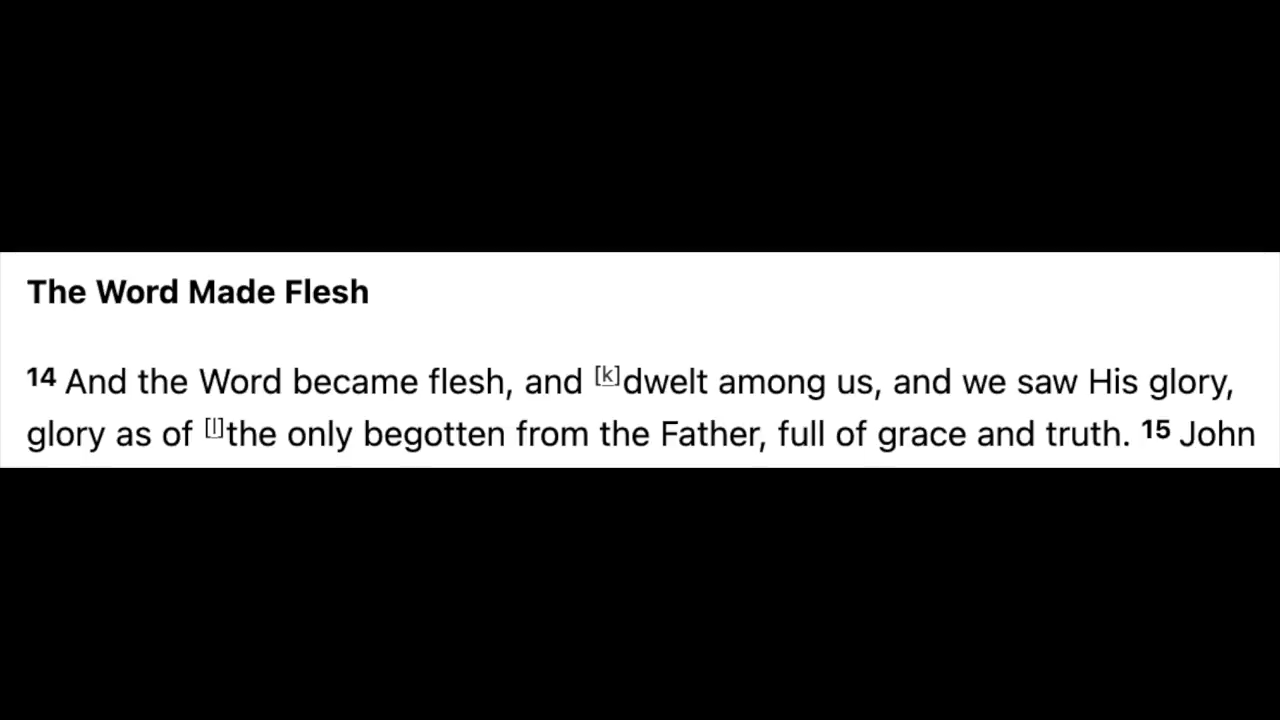 The Word Made Flesh
14 And the Word became flesh, and [k]dwelt among us, and we saw His glory,
glory as of [l]the only begotten from the Father, full of grace and truth. 15 John